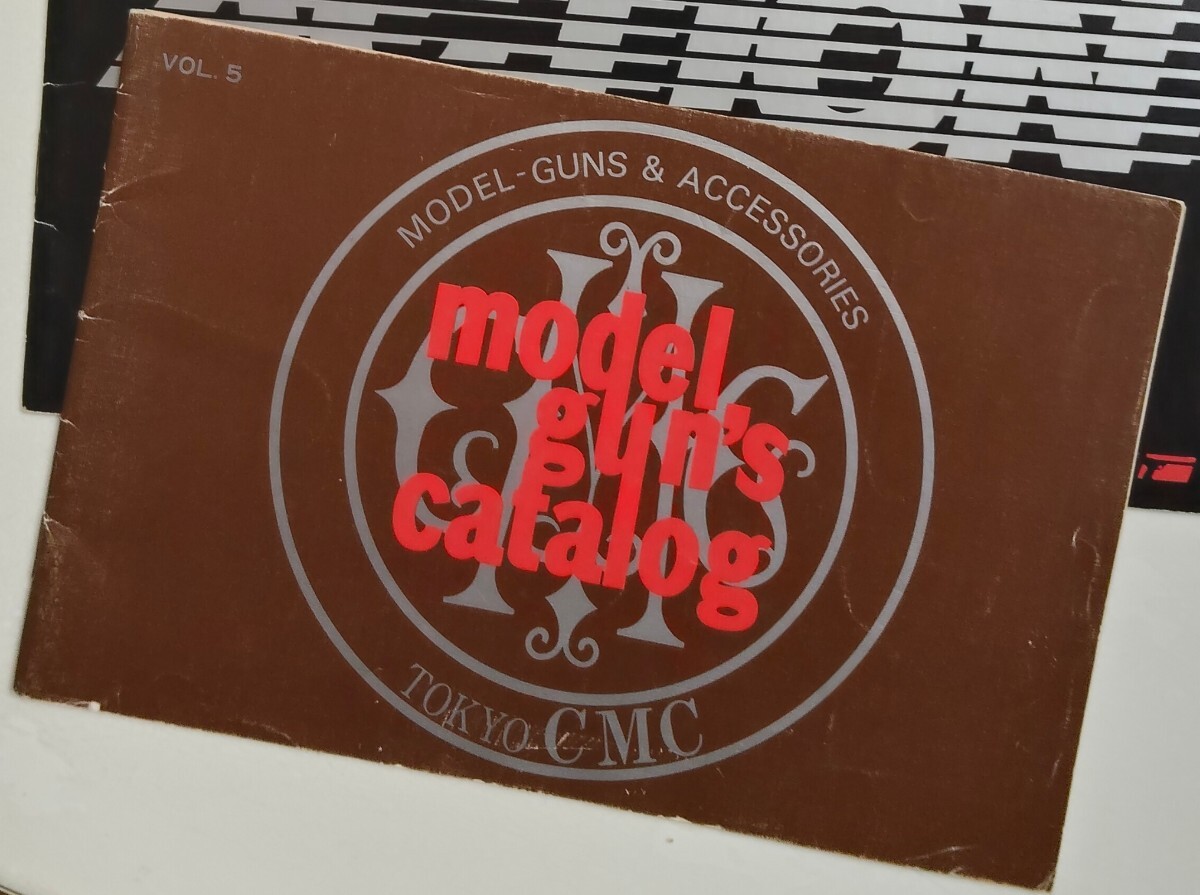 VOL. 5
MODEL-GUNS & ACCESSORIES
model
gun's
catalog
TOKYO CMC